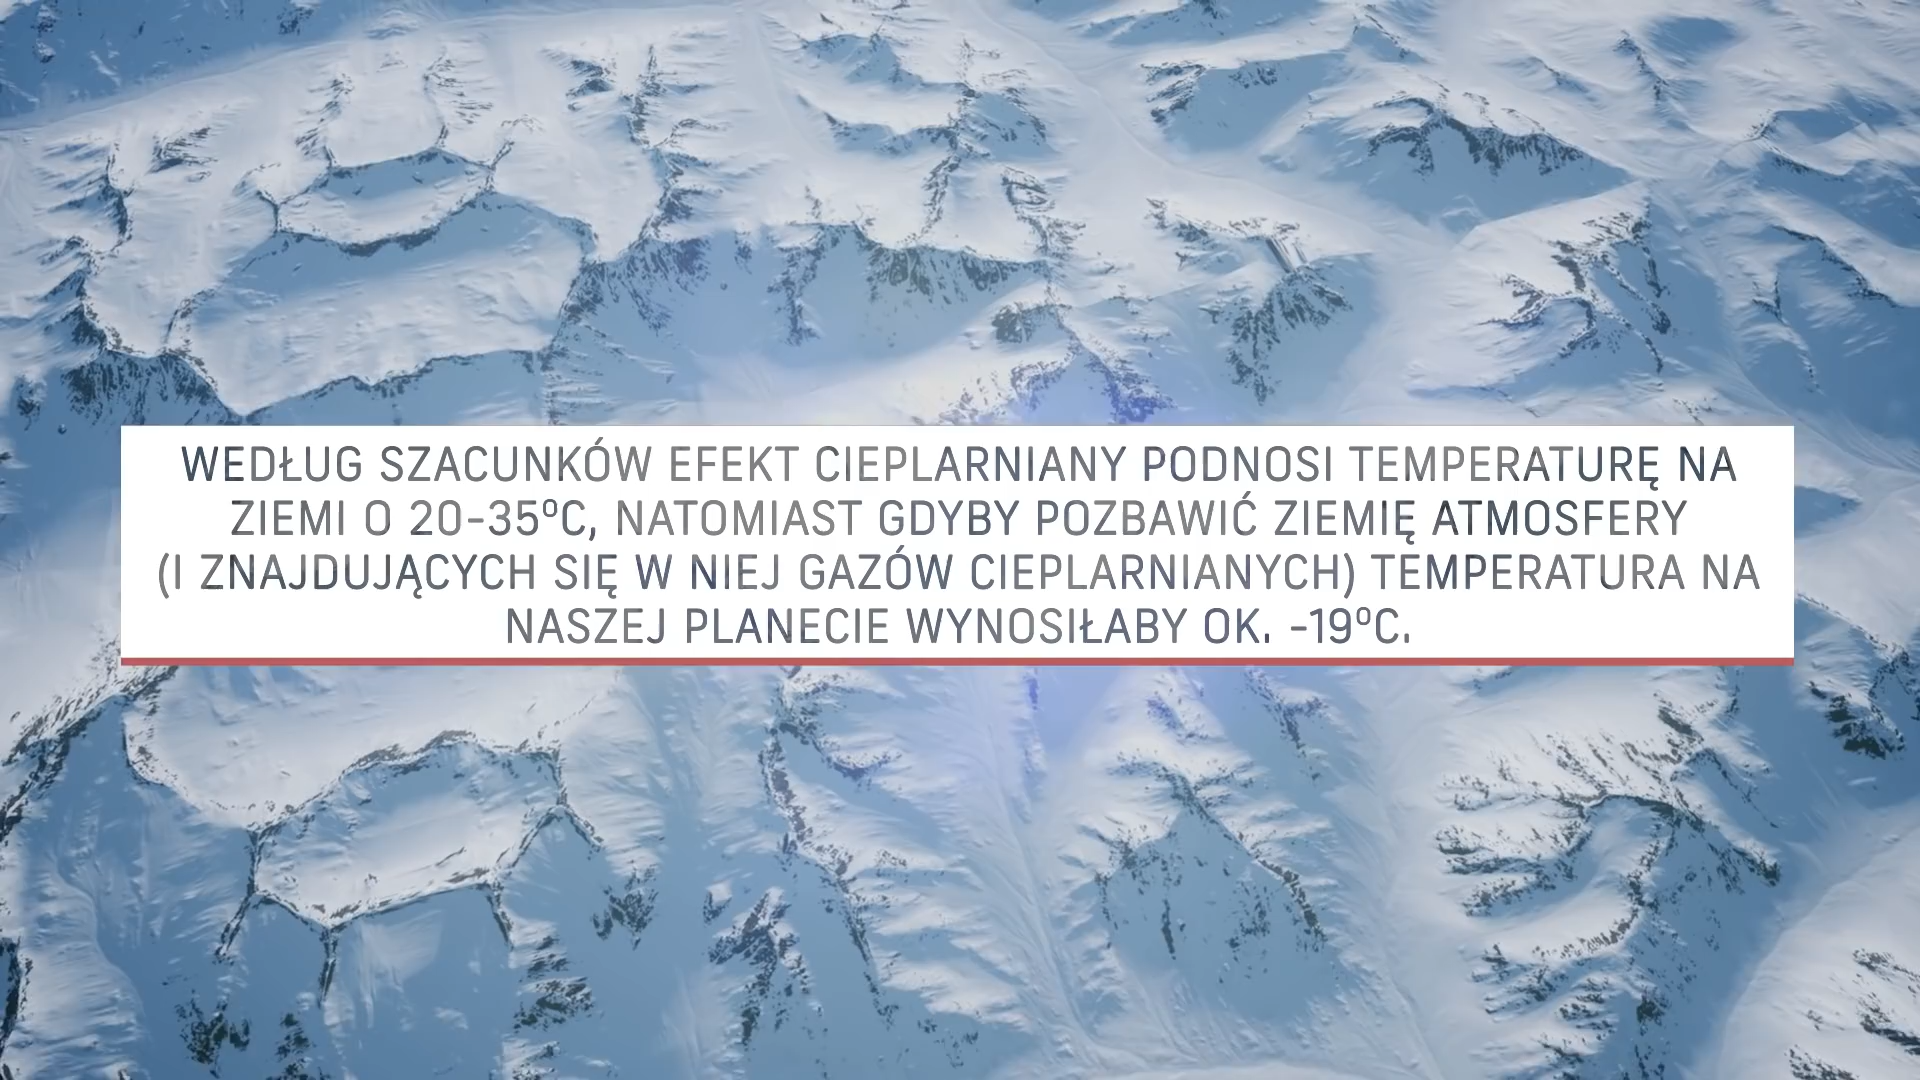 WEDŁUG SZACUNKÓW EFEKT CIEPLARNIANY PODNOSI TEMPERATURĘ NA
ZIEMI O 20-35ºC, NATOMIAST GDYBY POZBAWIĆ ZIEMIĘ ATMOSFERY
(I ZNAJDUJĄCYCH SIĘ W NIEJ GAZÓW CIEPLARNIANYCH) TEMPERATURA NA
NASZEJ PLANECIE WYNOSIŁABY OK. -19ºC.